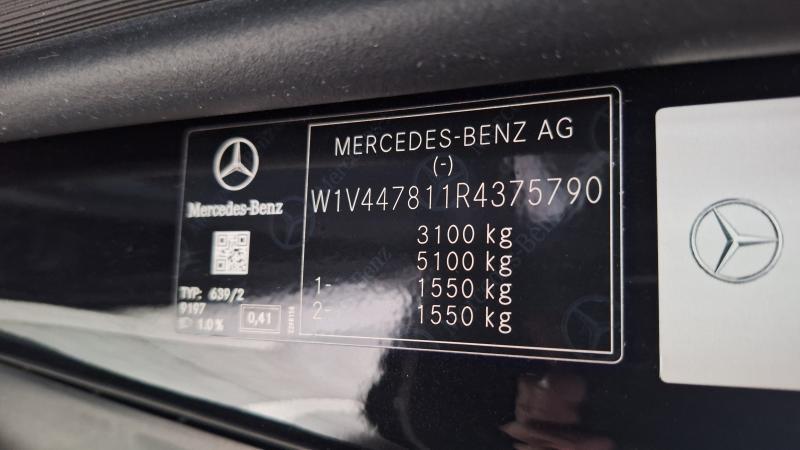 MERCEDES-BENZ AG
(-)
W1V447811R4375790
3100 kg
5100 kg
1- 1550 kg
2- 1550 kg
Mercedes-Benz
TYP: 639/2
9197
1.0 % 0,41